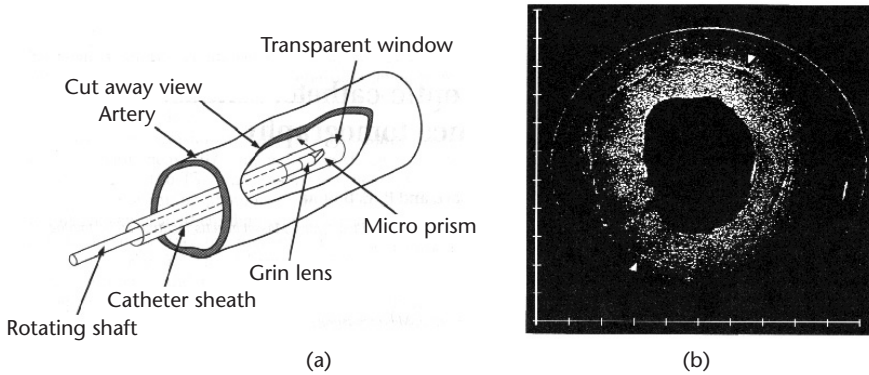 Transparent window
Cut away view
Artery
Micro prism
Grin lens
Catheter sheath
Rotating shaft
(a)
(b)